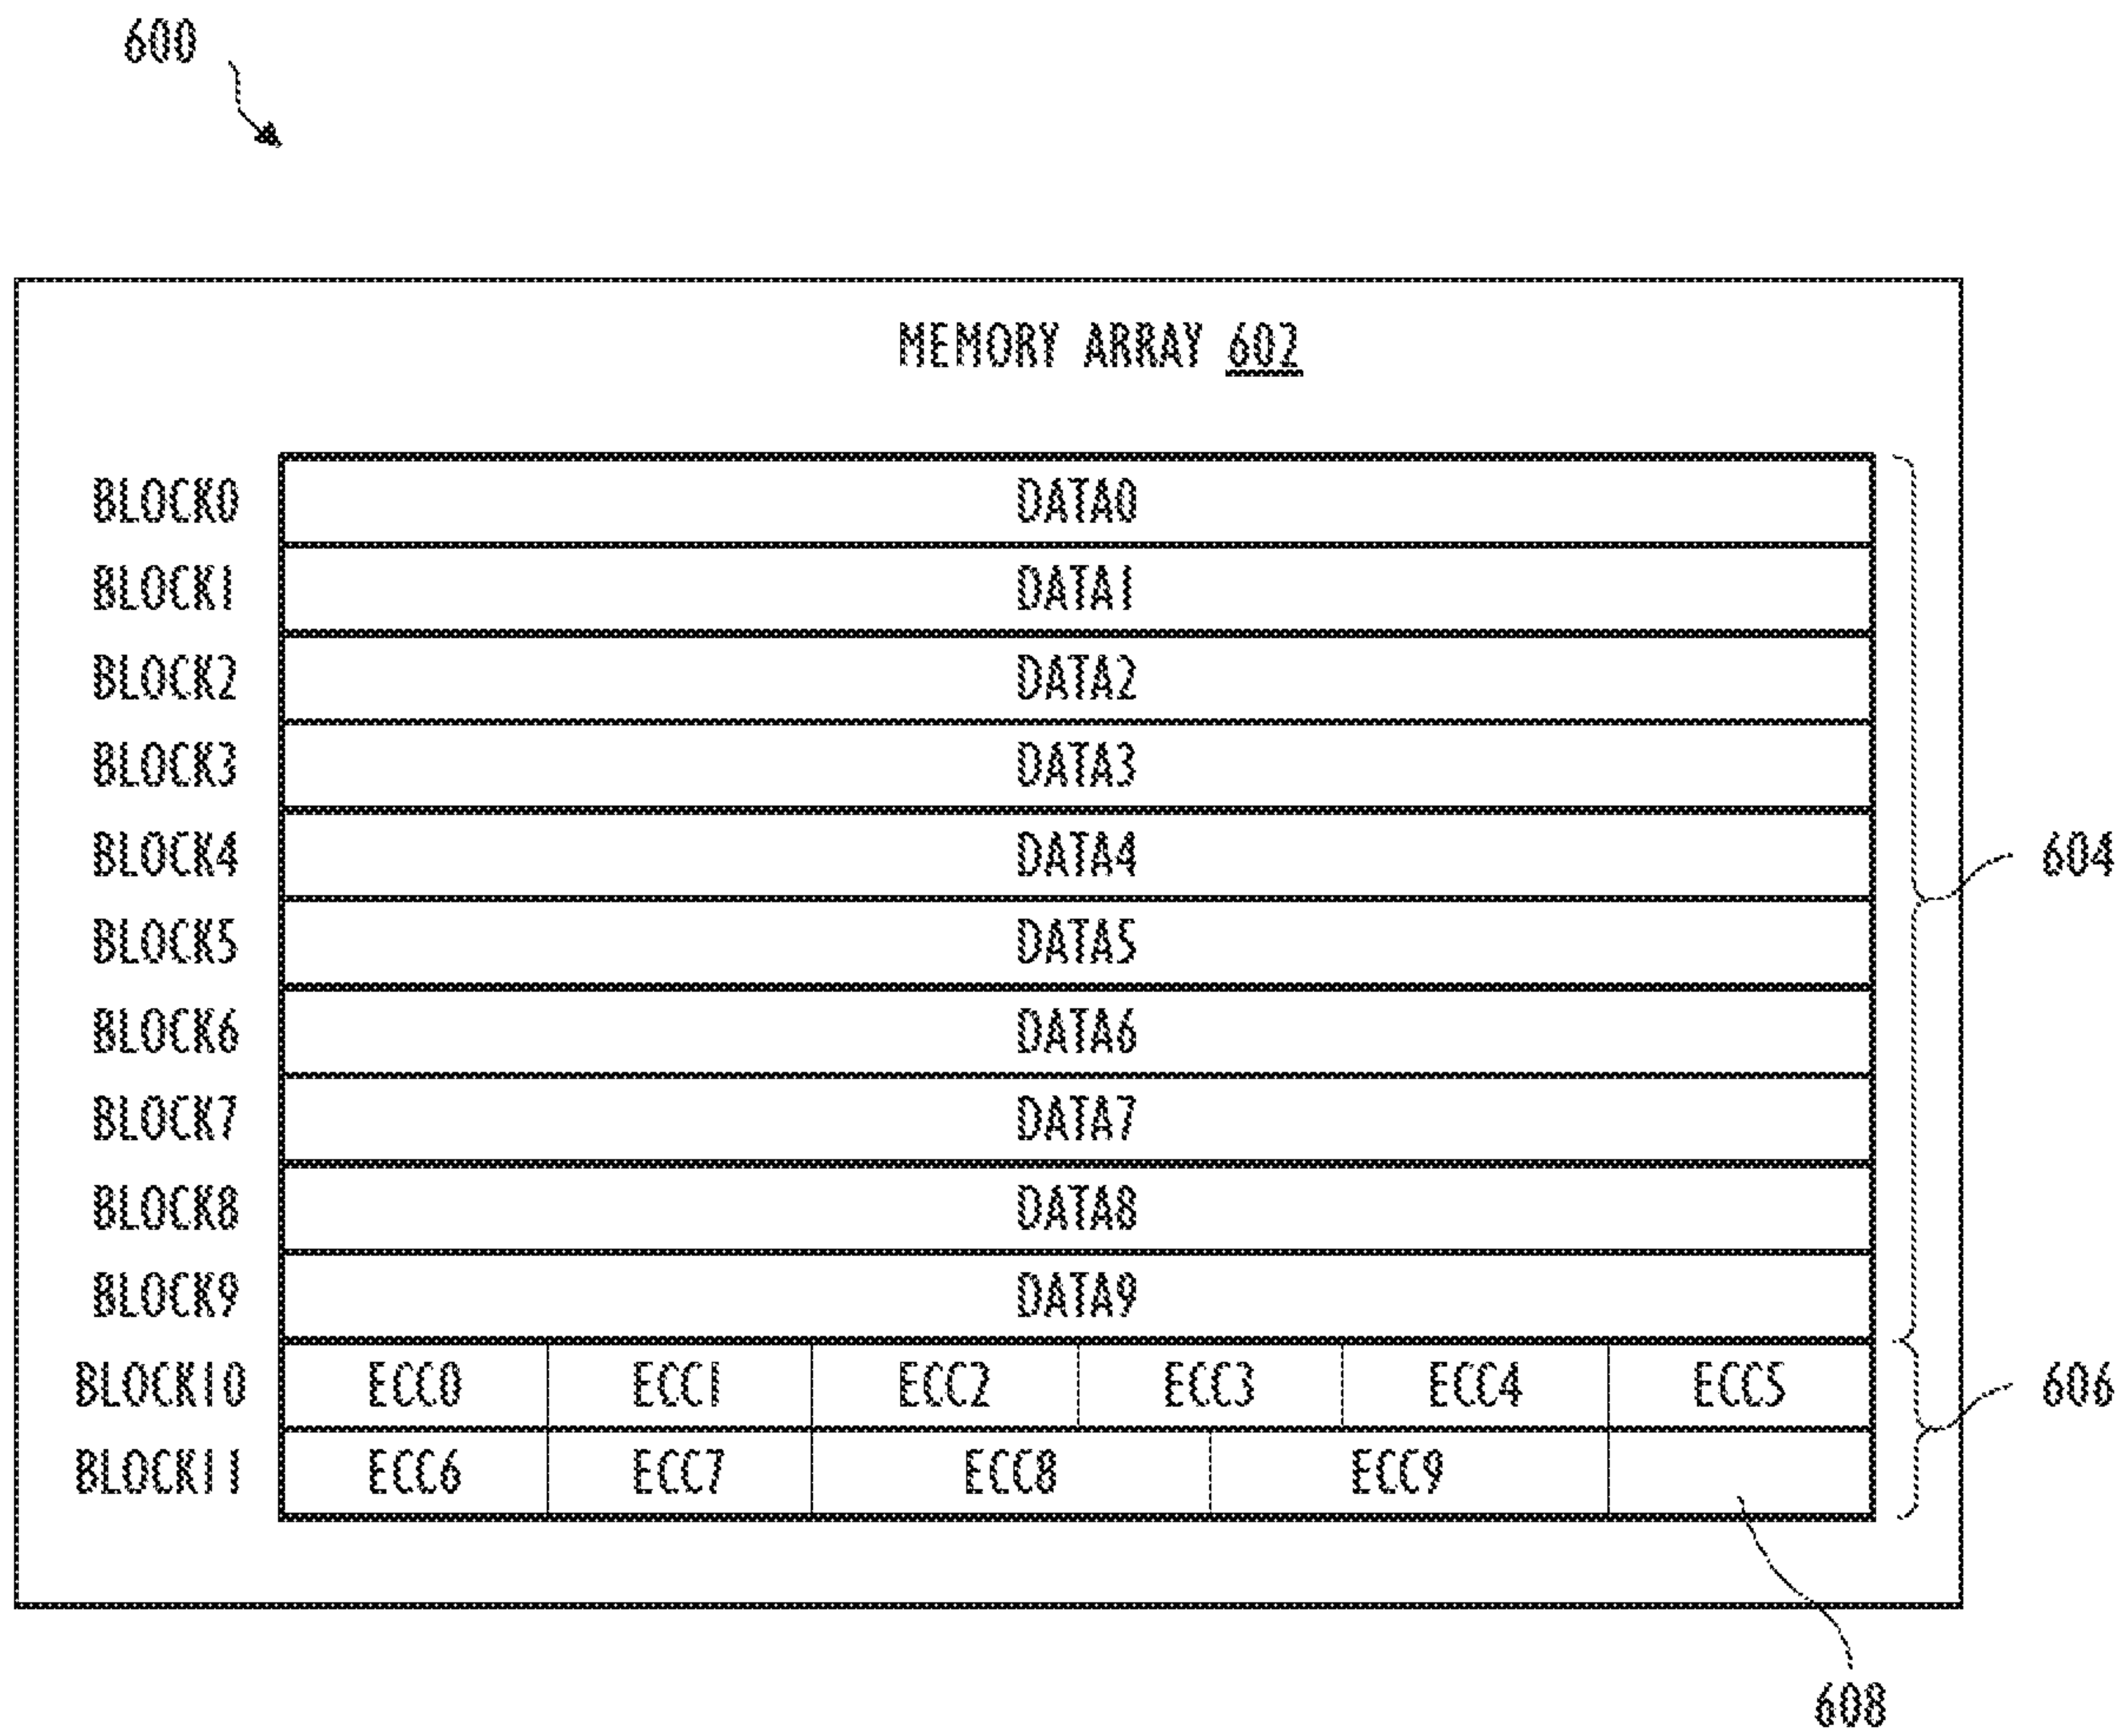 600
MEMORY ARRAY 602
BLOCK0 DATA0
BLOCK1 DATA1
BLOCK2 DATA2
BLOCK3 DATA3
BLOCK4 DATA4
604
BLOCK5 DATA5
BLOCK6 DATA6
BLOCK7 DATA7
BLOCK8 DATA8
BLOCK9 DATA9
BLOCK10 ECC0 ECC1 ECC2 ECC3 ECC4 ECC5
606
BLOCK11 ECC6 ECC7 ECC8 ECC9
608